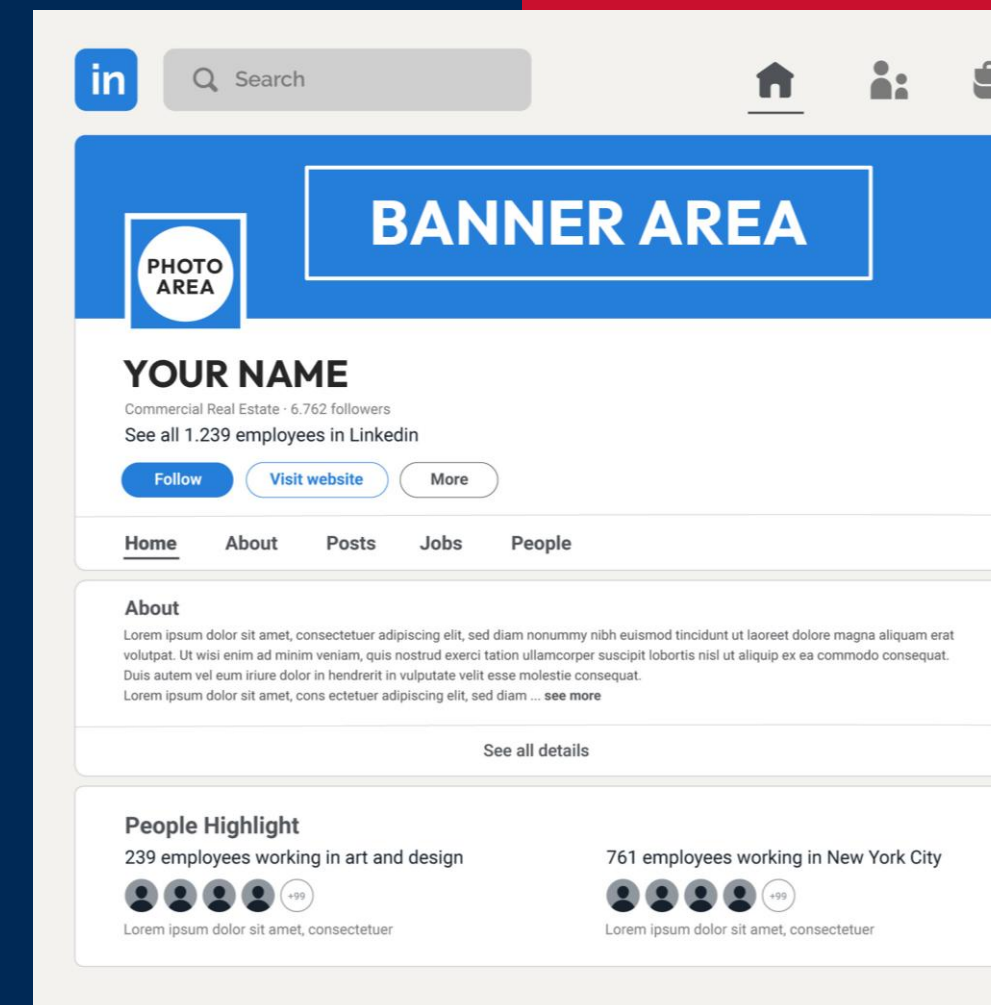 in
Search
BANNER AREA
PHOTO
AREA
YOUR NAME
Commercial Real Estate · 6.762 followers
See all 1.239 employees in Linkedin
Follow
Visit website
More
Home
About
Posts
Jobs
People
About
Lorem ipsum dolor sit amet, consectetuer adipiscing elit, sed diam nonummy nibh euismod tincidunt ut laoreet dolore magna aliquam erat
volutpat. Ut wisi enim ad minim veniam, quis nostrud exerci tation ullamcorper suscipit lobortis nisl ut aliquip ex ea commodo consequat.
Duis autem vel eum iriure dolor in hendrerit in vulputate velit esse molestie consequat.
Lorem ipsum dolor sit amet, cons ectetuer adipiscing elit, sed diam ... see more
See all details
People Highlight
239 employees working in art and design
+99
Lorem ipsum dolor sit amet, consectetuer
761 employees working in New York City
+99
Lorem ipsum dolor sit amet, consectetuer